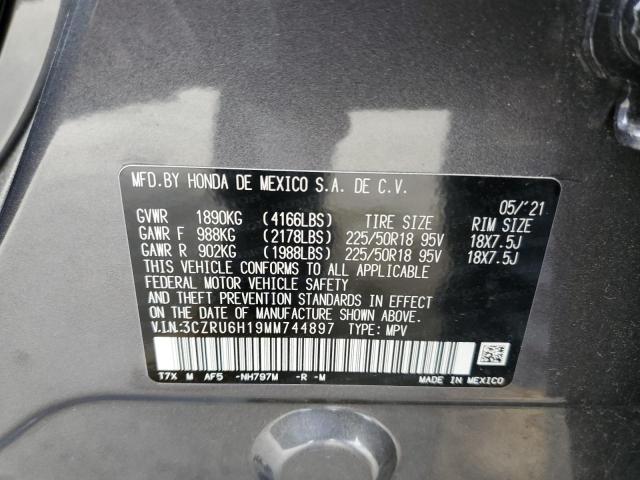 MFD.BY HONDA DE MEXICO S.A. DE C.V.
05/'21
GVWR 1890KG (4166LBS) TIRE SIZE RIM SIZE
GAWR F 988KG (2178LBS) 225/50R18 95V 18X7.5J
GAWR R 902KG (1988LBS) 225/50R18 95V 18X7.5J
THIS VEHICLE CONFORMS TO ALL APPLICABLE
FEDERAL MOTOR VEHICLE SAFETY
AND THEFT PREVENTION STANDARDS IN EFFECT
ON THE DATE OF MANUFACTURE SHOWN ABOVE.
V.I.N.:3CZRU6H19MM744897 TYPE: MPV
T7X M AF5 -NH797M -R -M
MADE IN MEXICO